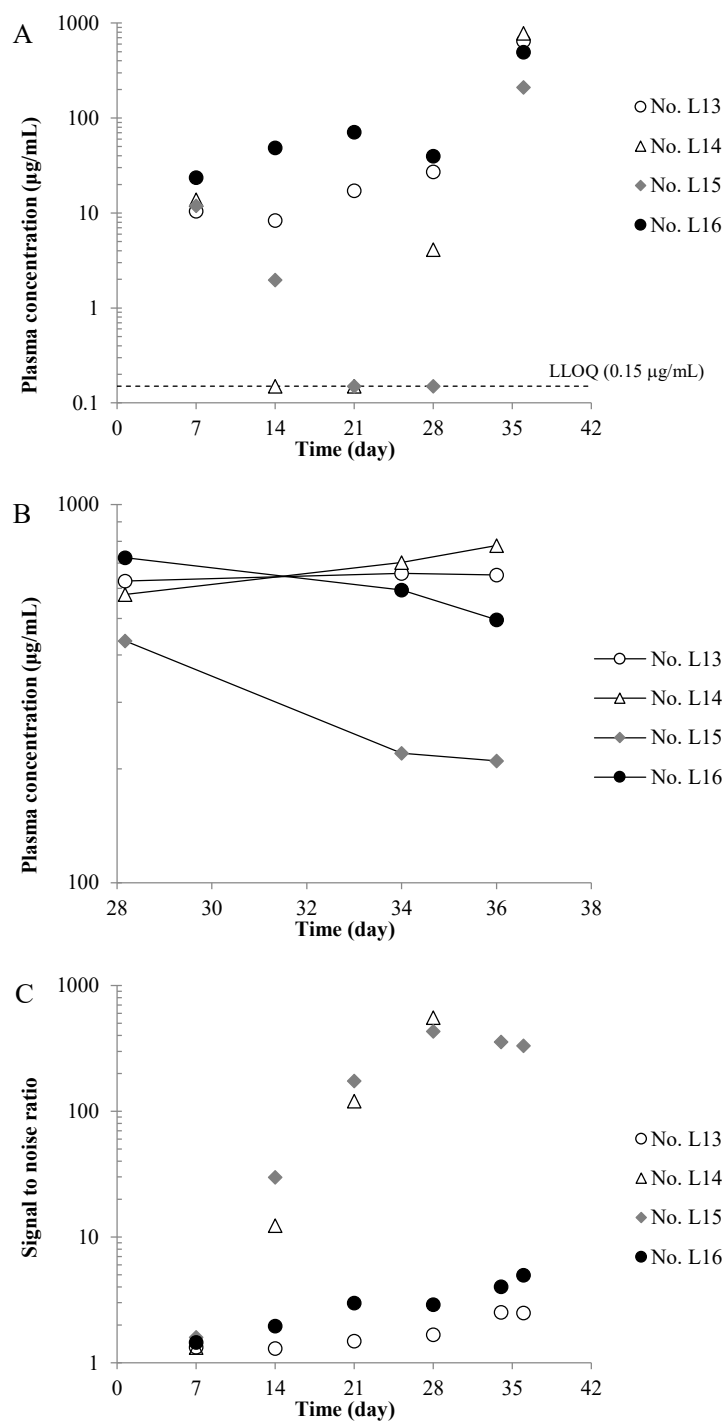 A
1000
100
10
1
0.1
Plasma concentration (µg/mL)
LLOQ (0.15 µg/mL)
0 7 14 21 28 35 42
Time (day)
No. L13
No. L14
No. L15
No. L16
B
1000
100
Plasma concentration (µg/mL)
28 30 32 34 36 38
Time (day)
No. L13
No. L14
No. L15
No. L16
C
1000
100
10
1
Signal to noise ratio
0 7 14 21 28 35 42
Time (day)
No. L13
No. L14
No. L15
No. L16